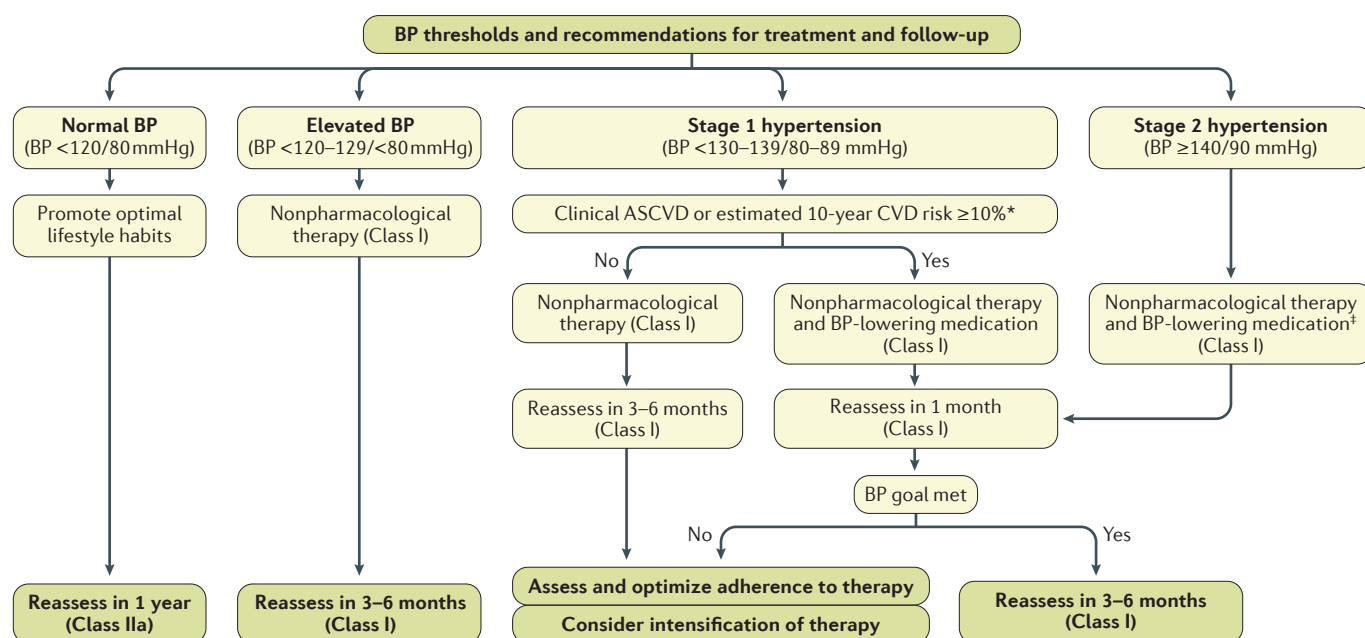 BP thresholds and recommendations for treatment and follow-up
Normal BP
(BP <120/80 mmHg)
Elevated BP
(BP <120–129/<80 mmHg)
Stage 1 hypertension
(BP <130–139/80–89 mmHg)
Stage 2 hypertension
(BP ≥140/90 mmHg)
Promote optimal
lifestyle habits
Nonpharmacological
therapy (Class I)
Clinical ASCVD or estimated 10-year CVD risk ≥10%*
No
Yes
Nonpharmacological
therapy (Class I)
Nonpharmacological therapy
and BP-lowering medication
(Class I)
Nonpharmacological therapy
and BP-lowering medication‡
(Class I)
Reassess in 3–6 months
(Class I)
Reassess in 1 month
(Class I)
BP goal met
No
Yes
Reassess in 1 year
(Class IIa)
Reassess in 3–6 months
(Class I)
Assess and optimize adherence to therapy
Consider intensification of therapy
Reassess in 3–6 months
(Class I)